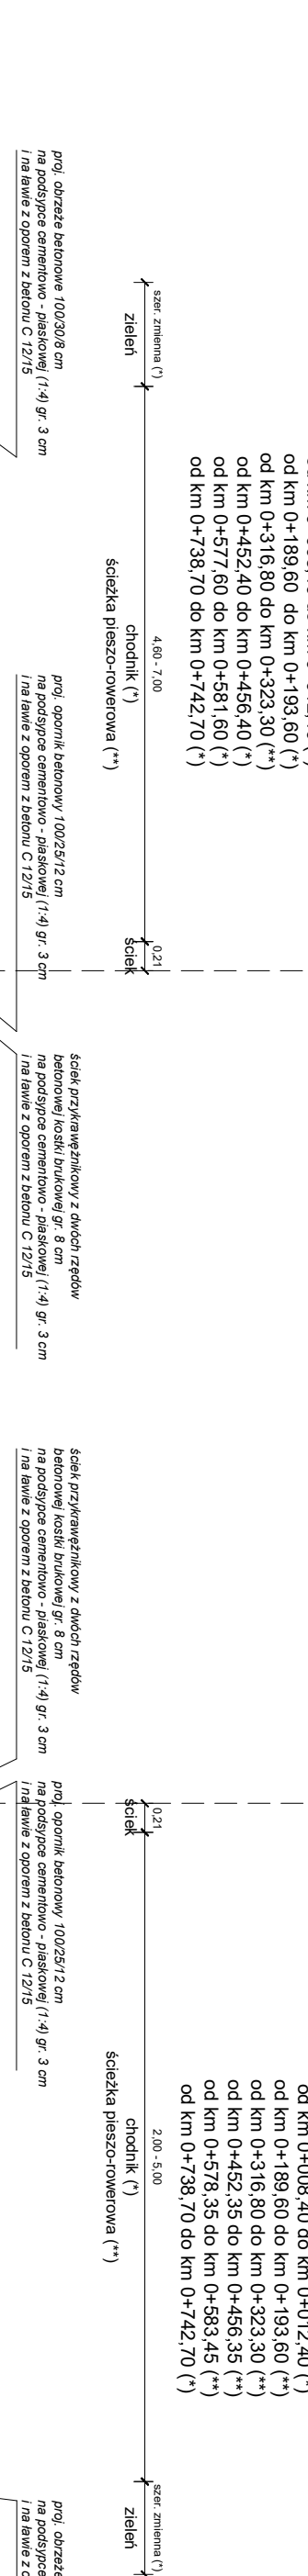 od km 0+189,60 do km 0+193,60 (*)
od km 0+316,80 do km 0+323,30 (**)
od km 0+452,40 do km 0+456,40 (*)
od km 0+577,60 do km 0+581,60 (*)
od km 0+738,70 do km 0+742,70 (*)
szer. zmienna (*)
zieleń
4,60 - 7,00
chodnik (*)
ścieżka pieszo-rowerowa (**)
0,21
ściek
proj. obrzeże betonowe 100/30/8 cm
na podsypce cementowo - piaskowej (1:4) gr. 3 cm
i na ławie z oporem z betonu C 12/15
proj. opornik betonowy 100/25/12 cm
na podsypce cementowo - piaskowej (1:4) gr. 3 cm
i na ławie z oporem z betonu C 12/15
ściek przykrawężnikowy z dwóch rzędów
betonowej kostki brukowej gr. 8 cm
na podsypce cementowo - piaskowej (1:4) gr. 3 cm
i na ławie z oporem z betonu C 12/15
od km 0+008,40 do km 0+012,40 (*)
od km 0+189,60 do km 0+193,60 (**)
od km 0+316,80 do km 0+323,30 (**)
od km 0+452,35 do km 0+456,35 (**)
od km 0+578,35 do km 0+583,45 (**)
od km 0+738,70 do km 0+742,70 (*)
0,21
ściek
2,00 - 5,00
chodnik (*)
ścieżka pieszo-rowerowa (**)
szer. zmienna (*)
zieleń
ściek przykrawężnikowy z dwóch rzędów
betonowej kostki brukowej gr. 8 cm
na podsypce cementowo - piaskowej (1:4) gr. 3 cm
i na ławie z oporem z betonu C 12/15
proj. opornik betonowy 100/25/12 cm
na podsypce cementowo - piaskowej (1:4) gr. 3 cm
i na ławie z oporem z betonu C 12/15
proj. obrzeże
na podsypce
i na ławie z